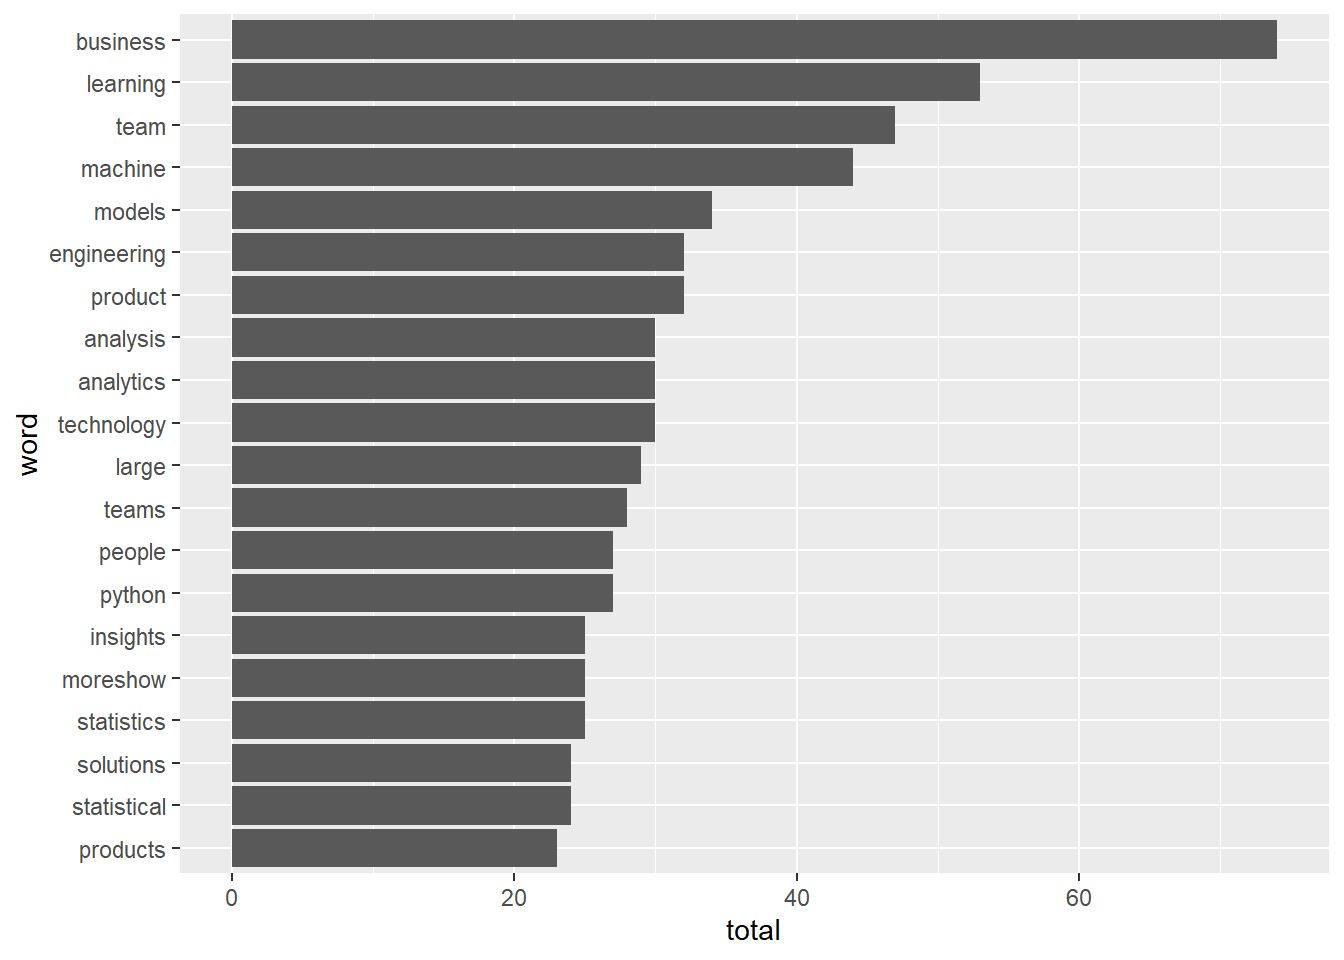 business
learning
team
machine
models
engineering
product
analysis
analytics
technology
large
teams
people
python
insights
moreshow
statistics
solutions
statistical
products
word
0 20 40 60
total